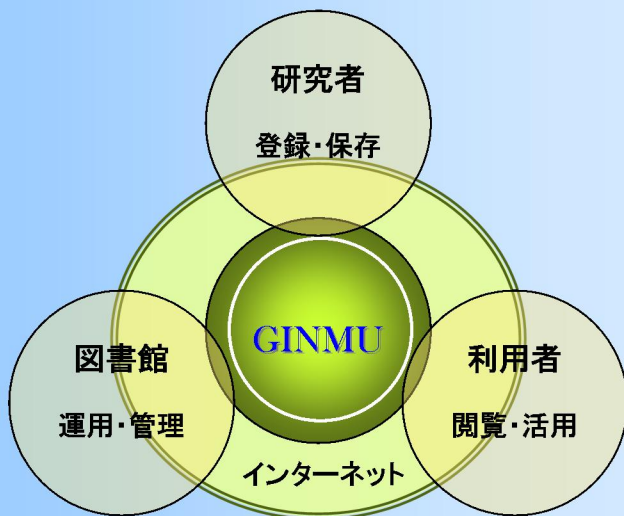 研究者
登録・保存
GINMU
図書館
運用・管理
利用者
閲覧・活用
インターネット